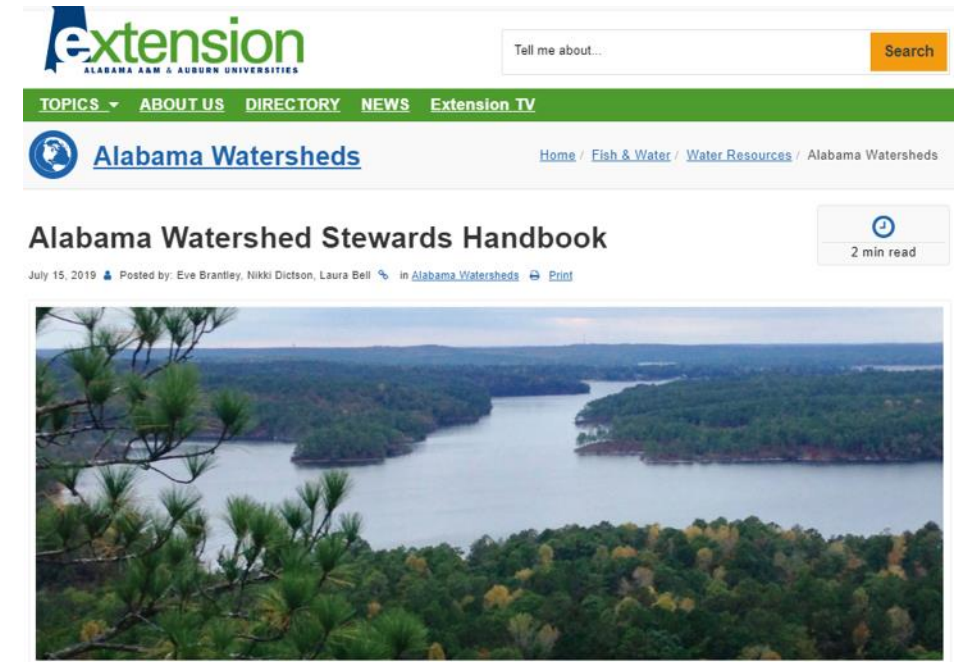 extension
ALABAMA A&M & AUBURN UNIVERSITIES
Tell me about...
Search
TOPICS ABOUT US DIRECTORY NEWS Extension TV
Alabama Watersheds
Home / Fish & Water / Water Resources / Alabama Watersheds
Alabama Watershed Stewards Handbook
2 min read
July 15, 2019 Posted by: Eve Brantley, Nikki Dictson, Laura Bell in Alabama Watersheds Print